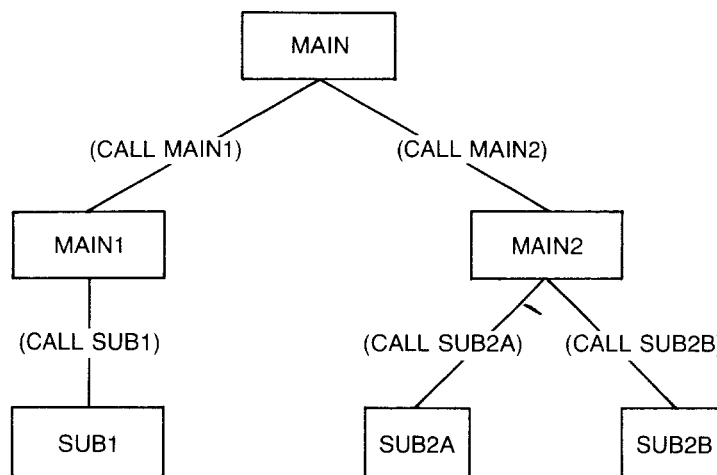 MAIN
(CALL MAIN1) (CALL MAIN2)
MAIN1 MAIN2
(CALL SUB1) (CALL SUB2A) (CALL SUB2B)
SUB1 SUB2A SUB2B